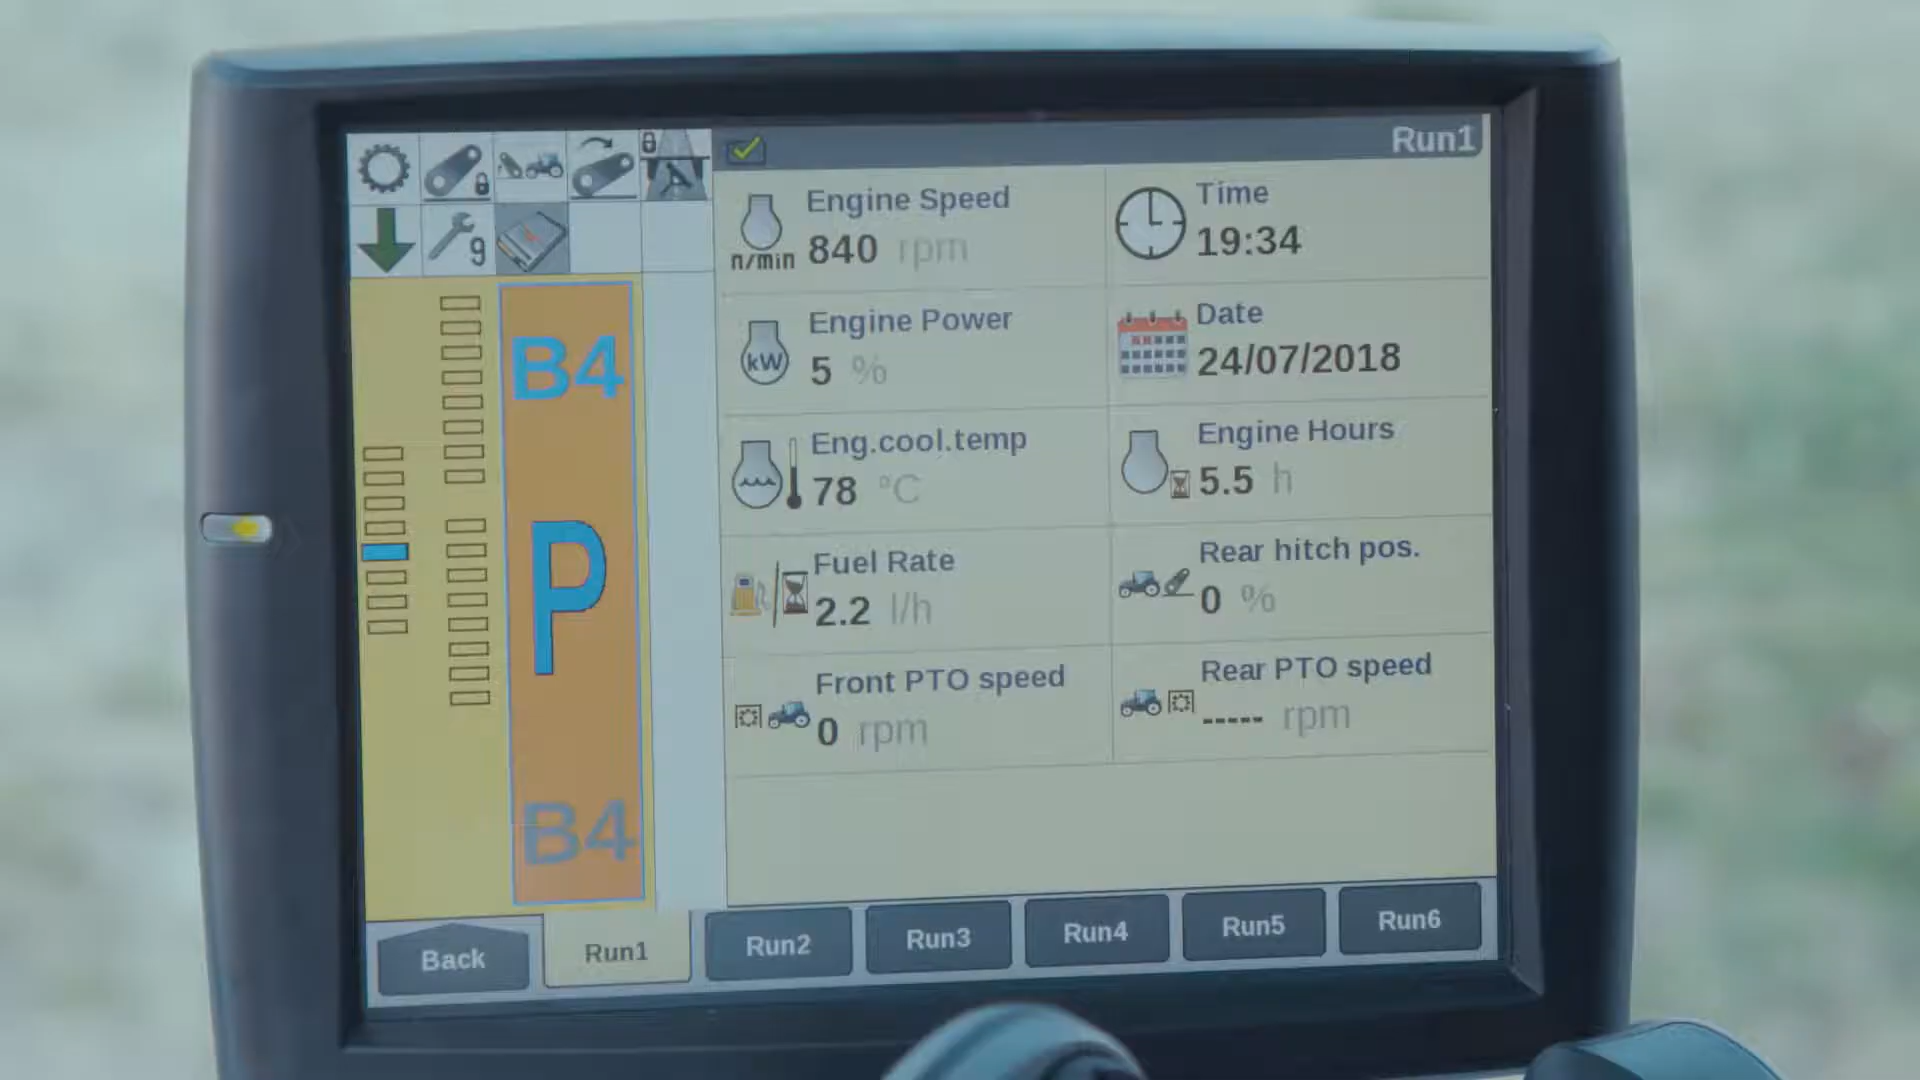 Run1
9
B4
P
B4
Engine Speed
n/min 840 rpm
Time
19:34
Engine Power
kW 5 %
Date
24/07/2018
Eng.cool.temp
78 °C
Engine Hours
5.5 h
Fuel Rate
2.2 l/h
Rear hitch pos.
0 %
Front PTO speed
0 rpm
Rear PTO speed
----- rpm
Back Run1 Run2 Run3 Run4 Run5 Run6